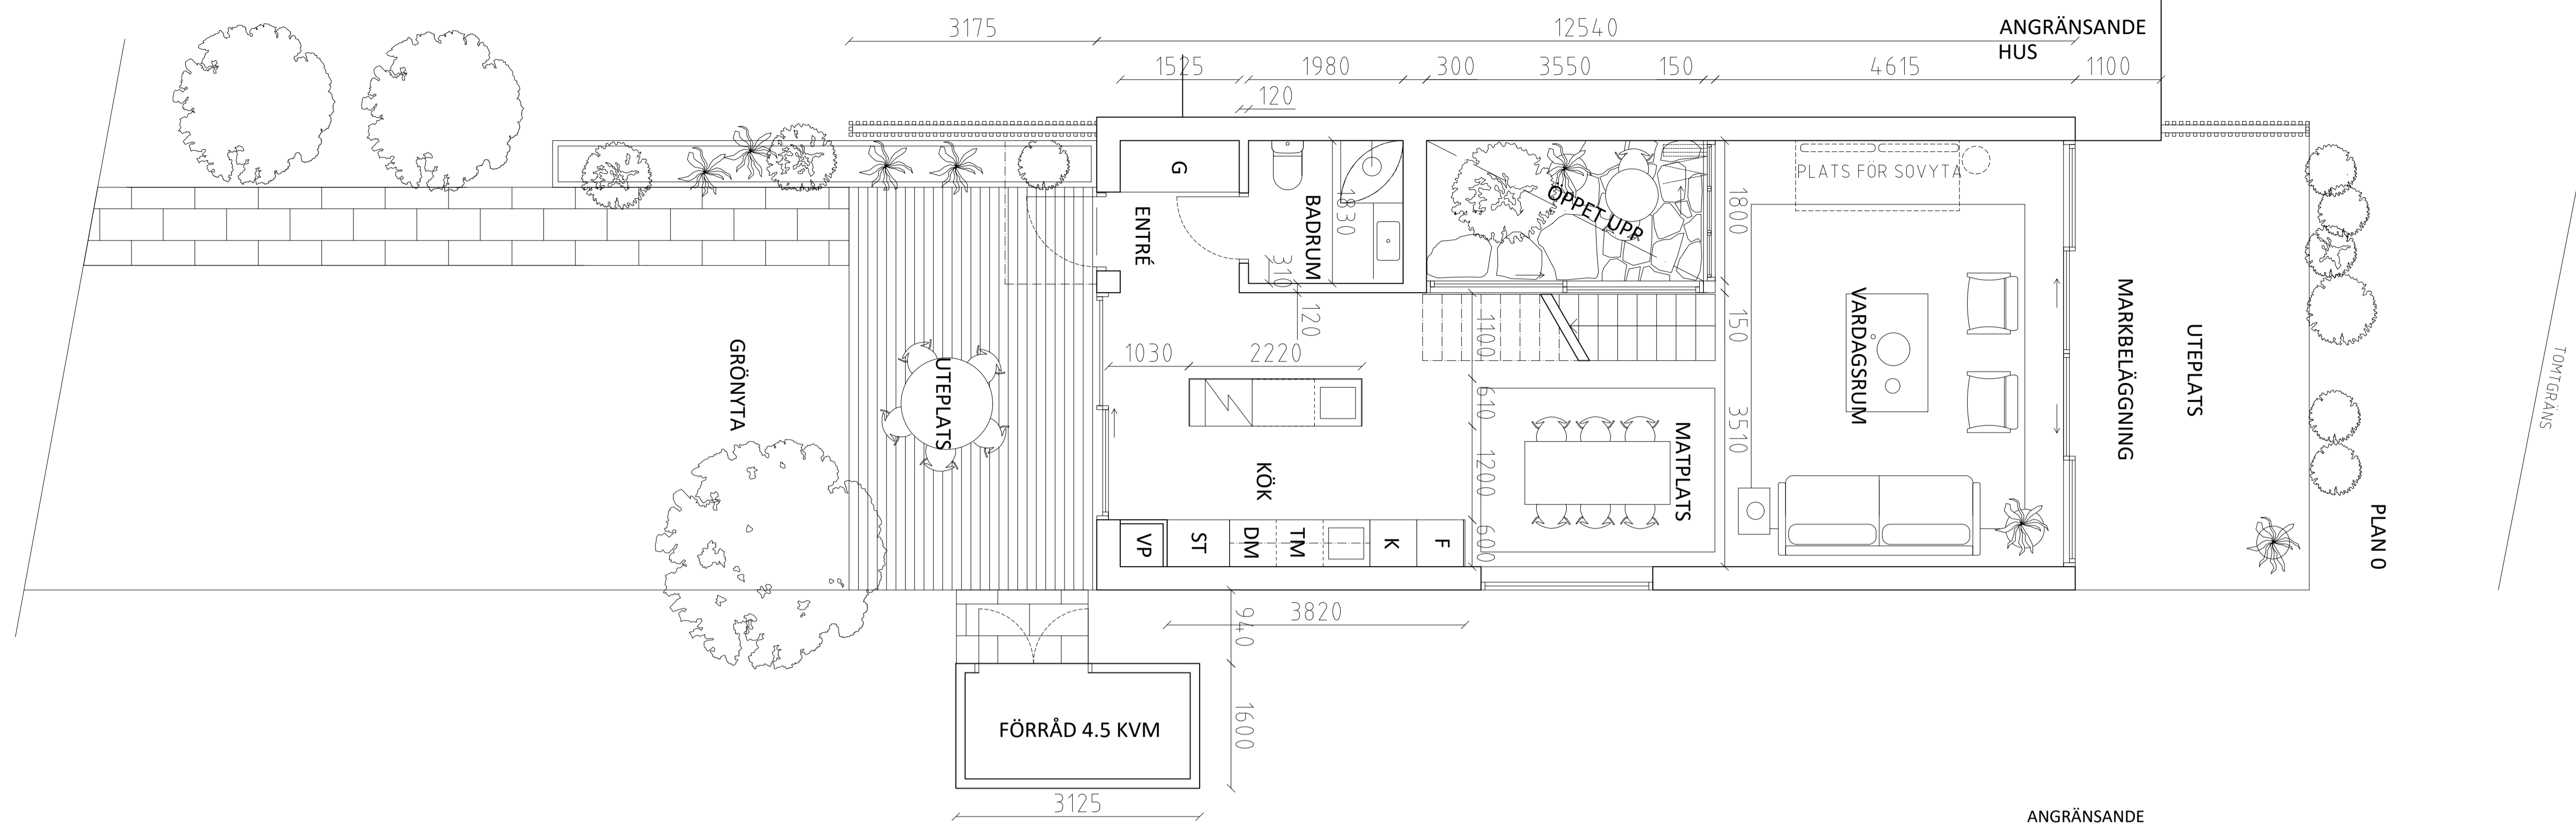 3175
12540
ANGRÄNSANDE
HUS
1525
1980
300
3550
150
4615
1100
120
G
ENTRÉ
BADRUM
1830
310
120
ÖPPET UPP
PLATS FÖR SOVYTA
1800
150
3510
VARDAGSRUM
MARKBELÄGGNING
UTEPLATS
TOMTGRÄNS
PLAN 0
GRÖNYTA
UTEPLATS
1030
2220
1100
610
1200
600
KÖK
MATPLATS
VP
ST
DM
TM
K
F
3820
940
1600
FÖRRÅD 4.5 KVM
3125
ANGRÄNSANDE